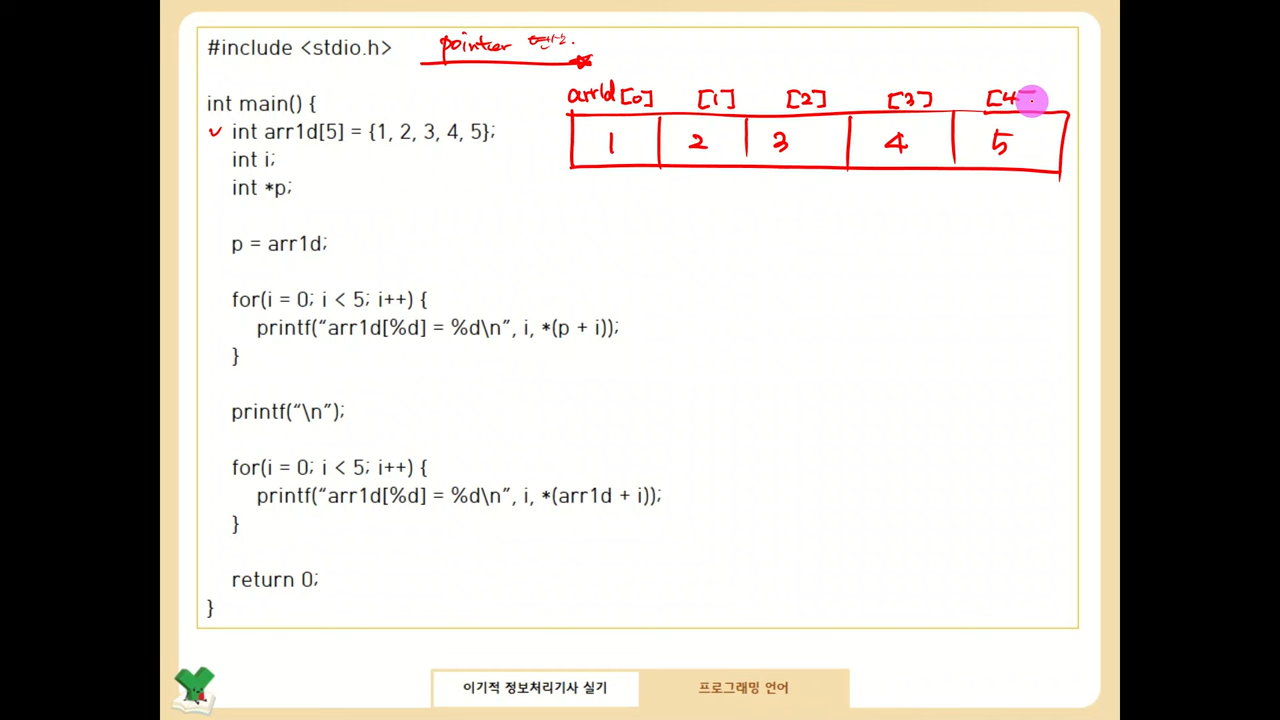 #include <stdio.h>
pointer
arr1d[0] [1] [2] [3] [4]
int main() {
int arr1d[5] = {1, 2, 3, 4, 5};
1 2 3 4 5
int i;
int *p;
p = arr1d;
for(i = 0; i < 5; i++) {
printf(“arr1d[%d] = %d\n”, i, *(p + i));
}
printf(“\n”);
for(i = 0; i < 5; i++) {
printf(“arr1d[%d] = %d\n”, i, *(arr1d + i));
}
return 0;
}
이기적 정보처리기사 실기
프로그래밍 언어